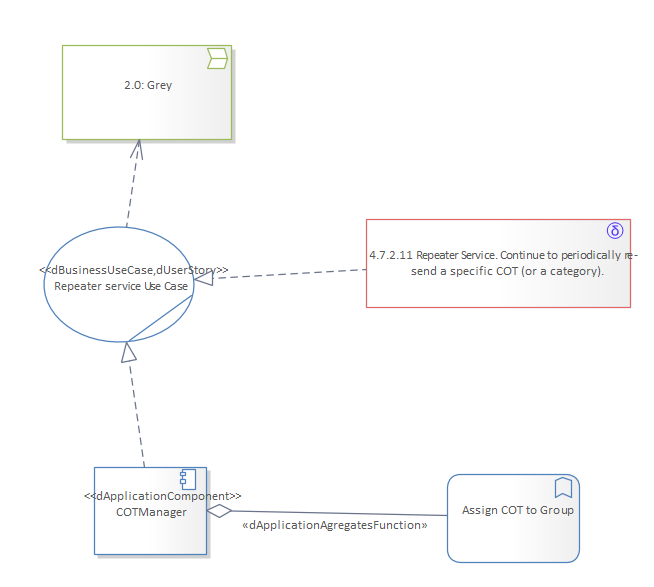 2.0: Grey
<<dBusinessUseCase,dUserStory>>
Repeater service Use Case
4.7.2.11 Repeater Service. Continue to periodically re-
send a specific COT (or a category).
<<dApplicationComponent>>
COTManager
Assign COT to Group
«dApplicationAgregatesFunction»